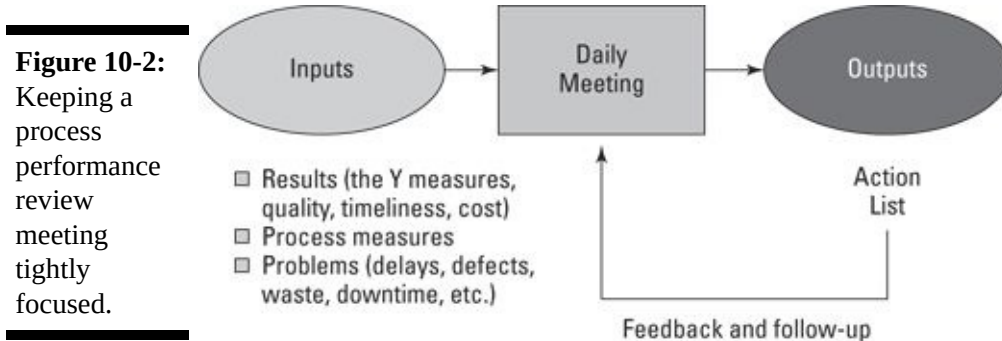 Figure 10-2:
Keeping a
process
performance
review
meeting
tightly
focused.
Inputs
Daily
Meeting
Outputs
Results (the Y measures,
quality, timeliness, cost)
Process measures
Problems (delays, defects,
waste, downtime, etc.)
Action
List
Feedback and follow-up